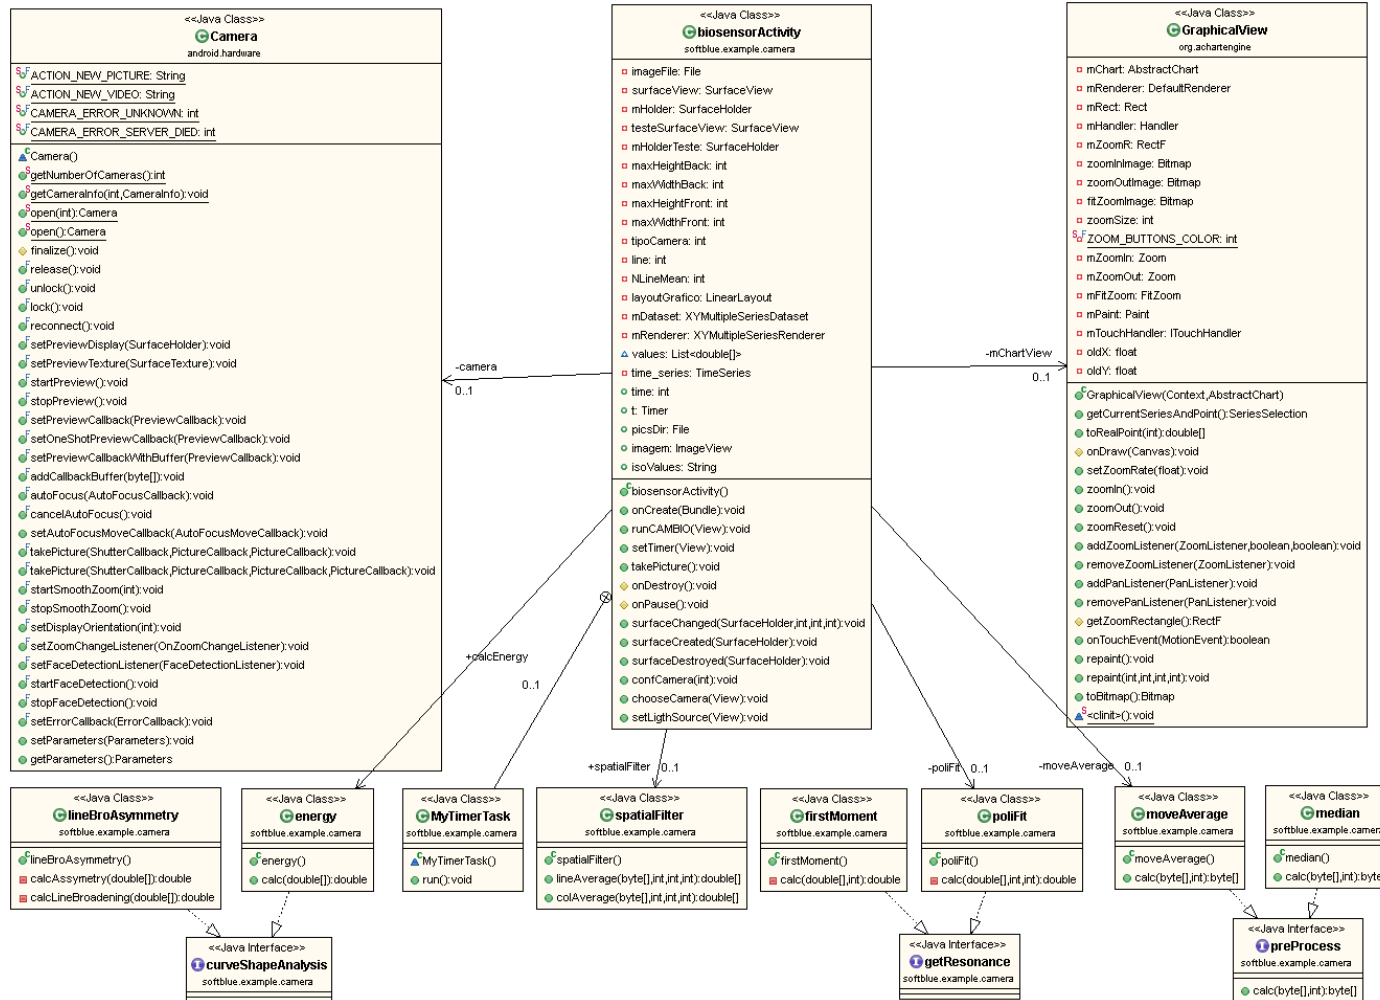 <<Java Class>>
Camera
android.hardware
ACTION_NEW_PICTURE: String
ACTION_NEW_VIDEO: String
CAMERA_ERROR_UNKNOWN: int
CAMERA_ERROR_SERVER_DIED: int
Camera()
getNumberOfCameras():int
getCameraInfo(int,CameraInfo):void
open(int):Camera
open():Camera
finalize():void
release():void
unlock():void
lock():void
reconnect():void
setPreviewDisplay(SurfaceHolder):void
setPreviewTexture(SurfaceTexture):void
startPreview():void
stopPreview():void
setPreviewCallback(PreviewCallback):void
setOneShotPreviewCallback(PreviewCallback):void
setPreviewCallbackWithBuffer(PreviewCallback):void
addCallbackBuffer(byte[]):void
autoFocus(AutoFocusCallback):void
cancelAutoFocus():void
setAutoFocusMoveCallback(AutoFocusMoveCallback):void
takePicture(ShutterCallback,PictureCallback,PictureCallback):void
takePicture(ShutterCallback,PictureCallback,PictureCallback,PictureCallback):void
startSmoothZoom(int):void
stopSmoothZoom():void
setDisplayOrientation(int):void
setZoomChangeListener(OnZoomChangeListener):void
setFaceDetectionListener(FaceDetectionListener):void
startFaceDetection():void
stopFaceDetection():void
setErrorCallback(ErrorCallback):void
setParameters(Parameters):void
getParameters():Parameters
-camera
0..1
<<Java Class>>
biosensorActivity
softblue.example.camera
imageFile: File
surfaceView: SurfaceView
mHolder: SurfaceHolder
testeSurfaceView: SurfaceView
mHolderTeste: SurfaceHolder
maxHeightBack: int
maxWidthBack: int
maxHeightFront: int
maxWidthFront: int
tipoCamera: int
line: int
NLineMean: int
layoutGrafico: LinearLayout
mDataset: XYMultipleSeriesDataset
mRenderer: XYMultipleSeriesRenderer
values: List<double[]>
time_series: TimeSeries
time: int
t: Timer
picsDir: File
imagem: ImageView
isoValues: String
biosensorActivity()
onCreate(Bundle):void
runCAMBIO(View):void
setTimer(View):void
takePicture():void
onDestroy():void
onPause():void
surfaceChanged(SurfaceHolder,int,int,int):void
surfaceCreated(SurfaceHolder):void
surfaceDestroyed(SurfaceHolder):void
confCamera(int):void
chooseCamera(View):void
setLigthSource(View):void
-mChartView
0..1
<<Java Class>>
GraphicalView
org.achartengine
mChart: AbstractChart
mRenderer: DefaultRenderer
mRect: Rect
mHandler: Handler
mZoomR: RectF
zoomInImage: Bitmap
zoomOutImage: Bitmap
fitZoomImage: Bitmap
zoomSize: int
ZOOM_BUTTONS_COLOR: int
mZoomIn: Zoom
mZoomOut: Zoom
mFitZoom: FitZoom
mPaint: Paint
mTouchHandler: ITouchHandler
oldX: float
oldY: float
GraphicalView(Context,AbstractChart)
getCurrentSeriesAndPoint():SeriesSelection
toRealPoint(int):double[]
onDraw(Canvas):void
setZoomRate(float):void
zoomIn():void
zoomOut():void
zoomReset():void
addZoomListener(ZoomListener,boolean,boolean):void
removeZoomListener(ZoomListener):void
addPanListener(PanListener):void
removePanListener(PanListener):void
getZoomRectangle():RectF
onTouchEvent(MotionEvent):boolean
repaint():void
repaint(int,int,int,int):void
toBitmap():Bitmap
<clinit>():void
+calcEnergy
0..1
+spatialFilter 0..1
-poliFit 0..1
-moveAverage 0..1
<<Java Class>>
lineBroAsymmetry
softblue.example.camera
lineBroAsymmetry()
calcAssymetry(double[]):double
calcLineBroadening(double[]):double
<<Java Class>>
energy
softblue.example.camera
energy()
calc(double[]):double
<<Java Class>>
MyTimerTask
softblue.example.camera
MyTimerTask()
run():void
<<Java Class>>
spatialFilter
softblue.example.camera
spatialFilter()
lineAverage(byte[],int,int,int):double[]
colAverage(byte[],int,int,int):double[]
<<Java Class>>
firstMoment
softblue.example.camera
firstMoment()
calc(double[],int):double
<<Java Class>>
poliFit
softblue.example.camera
poliFit()
calc(double[],int):double
<<Java Class>>
moveAverage
softblue.example.camera
moveAverage()
calc(byte[],int):byte[]
<<Java Class>>
median
softblue.example.camera
median()
calc(byte[],int):byte
<<Java Interface>>
curveShapeAnalysis
softblue.example.camera
<<Java Interface>>
getResonance
softblue.example.camera
<<Java Interface>>
preProcess
softblue.example.camera
calc(byte[],int):byte[]